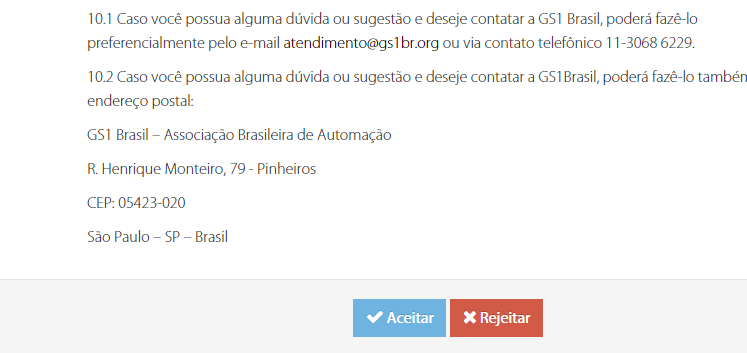 10.1 Caso você possua alguma dúvida ou sugestão e deseje contatar a GS1 Brasil, poderá fazê-lo
preferencialmente pelo e-mail atendimento@gs1br.org ou via contato telefônico 11-3068 6229.
10.2 Caso você possua alguma dúvida ou sugestão e deseje contatar a GS1Brasil, poderá fazê-lo também
endereço postal:
GS1 Brasil – Associação Brasileira de Automação
R. Henrique Monteiro, 79 - Pinheiros
CEP: 05423-020
São Paulo – SP – Brasil
Aceitar Rejeitar